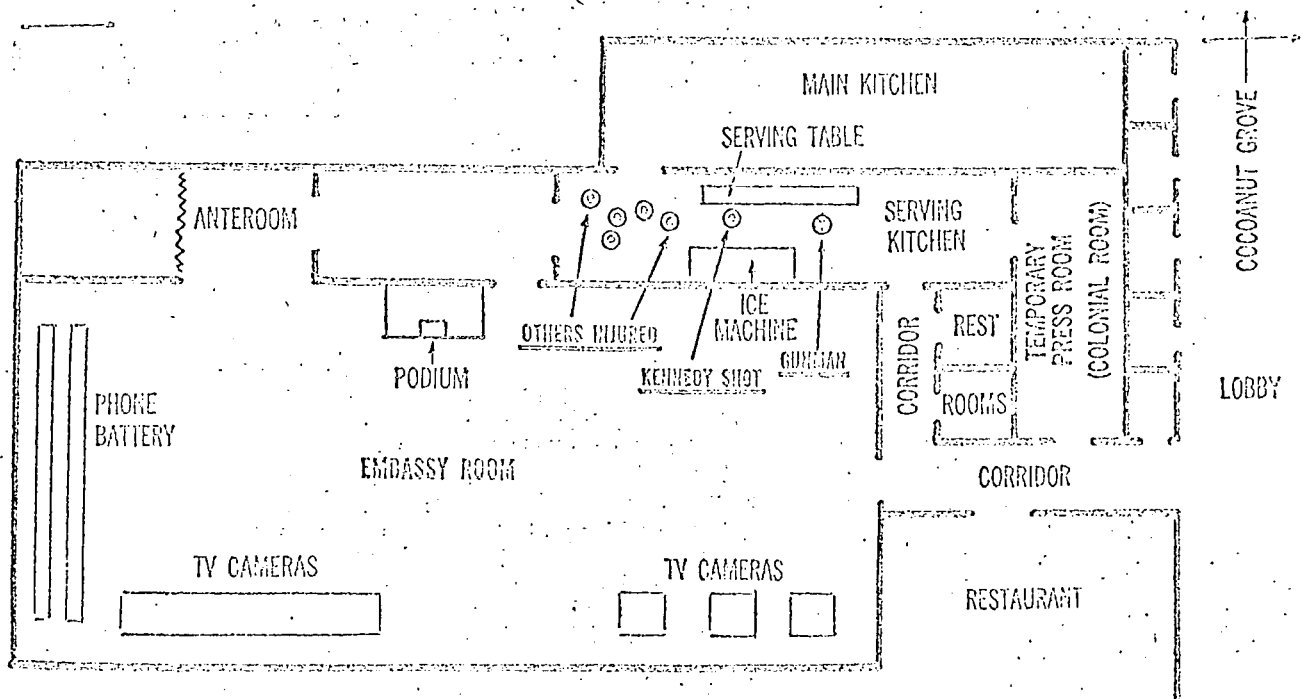 MAIN KITCHEN
SERVING TABLE
COCOANUT GROVE
ANTEROOM
SERVING
KITCHEN
TEMPORARY
PRESS ROOM
(COLONIAL ROOM)
ICE
MACHINE
OTHERS INJURED
KENNEDY SHOT
GUNMAN
CORRIDOR
REST
ROOMS
PODIUM
LOBBY
PHONE
BATTERY
EMBASSY ROOM
CORRIDOR
TV CAMERAS
TV CAMERAS
RESTAURANT